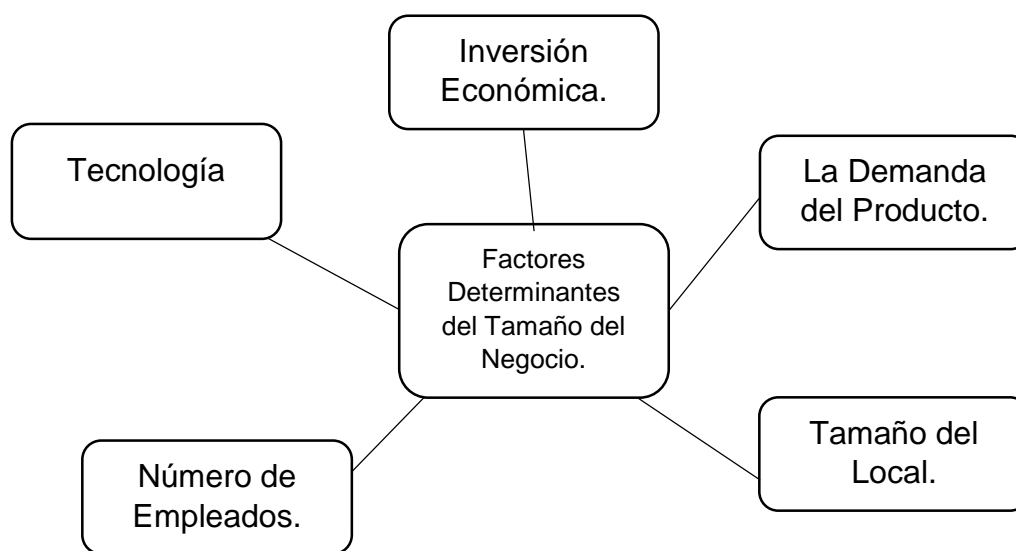 Inversión
Económica.
Tecnología
La Demanda
del Producto.
Factores
Determinantes
del Tamaño del
Negocio.
Tamaño del
Local.
Número de
Empleados.